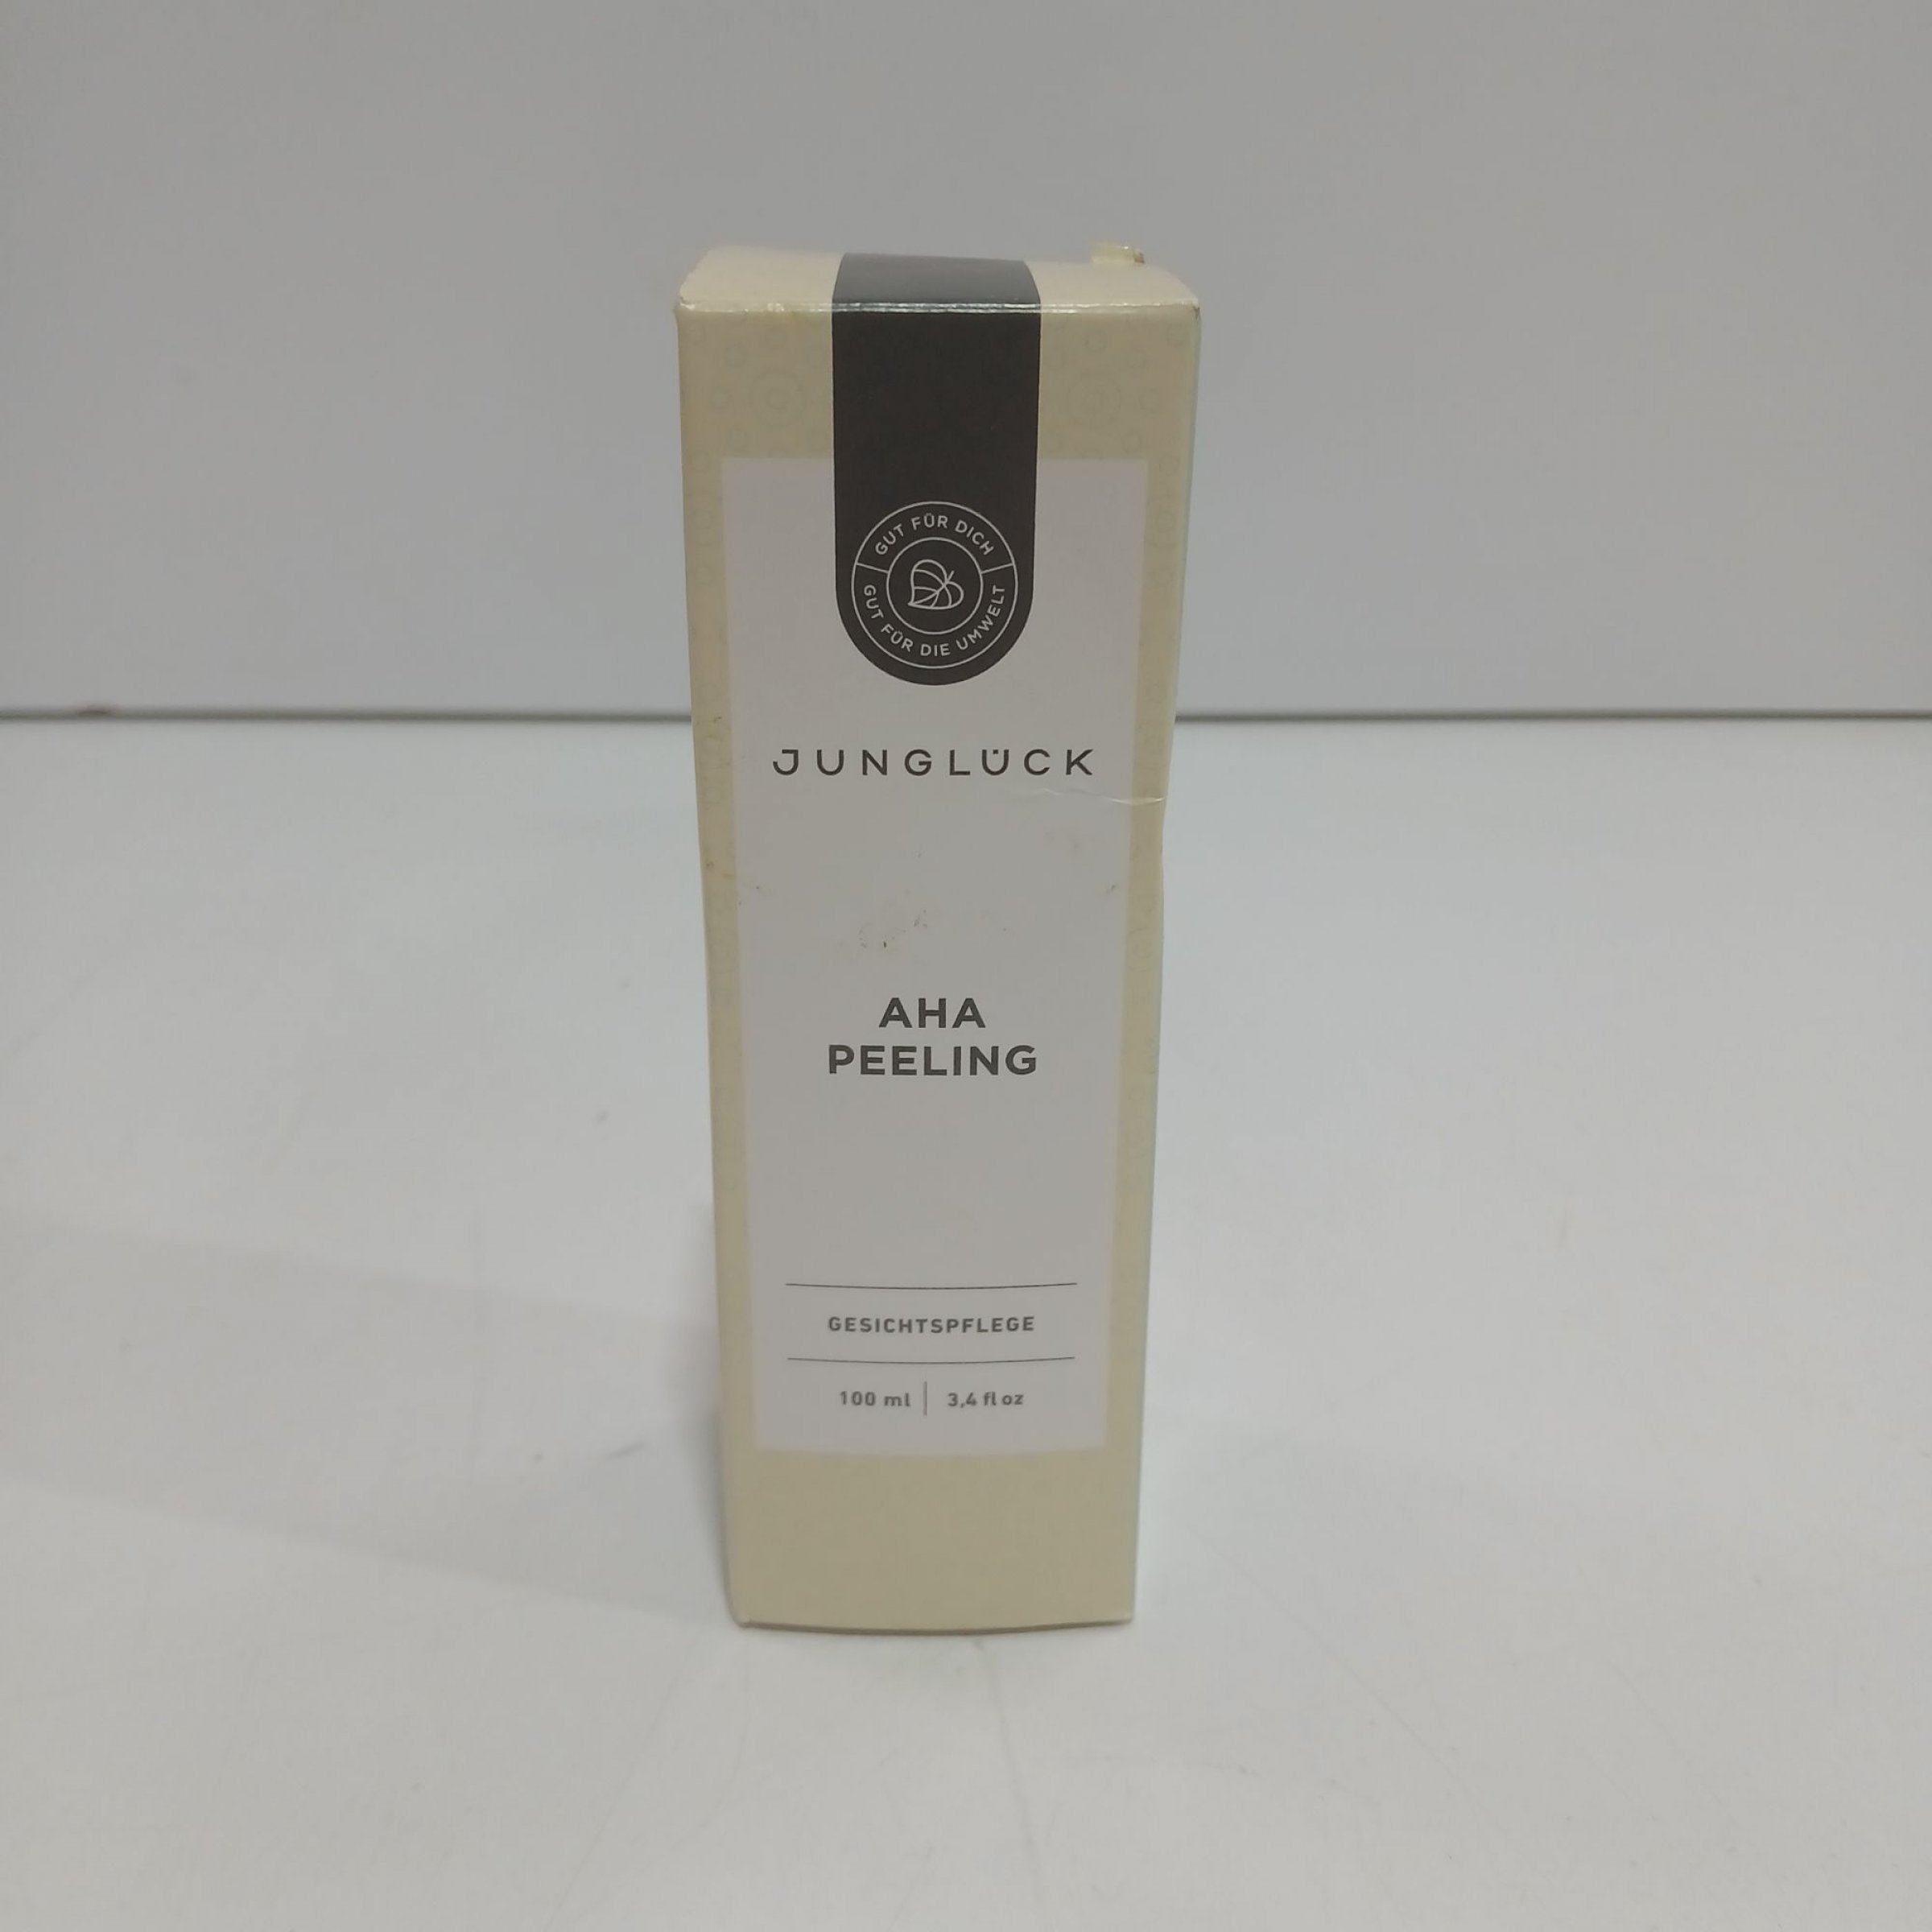 GUT FÜR DICH
GUT FÜR DIE UMWELT
JUNGLÜCK
AHA
PEELING
GESICHTSPFLEGE
100 ml | 3,4 fl oz